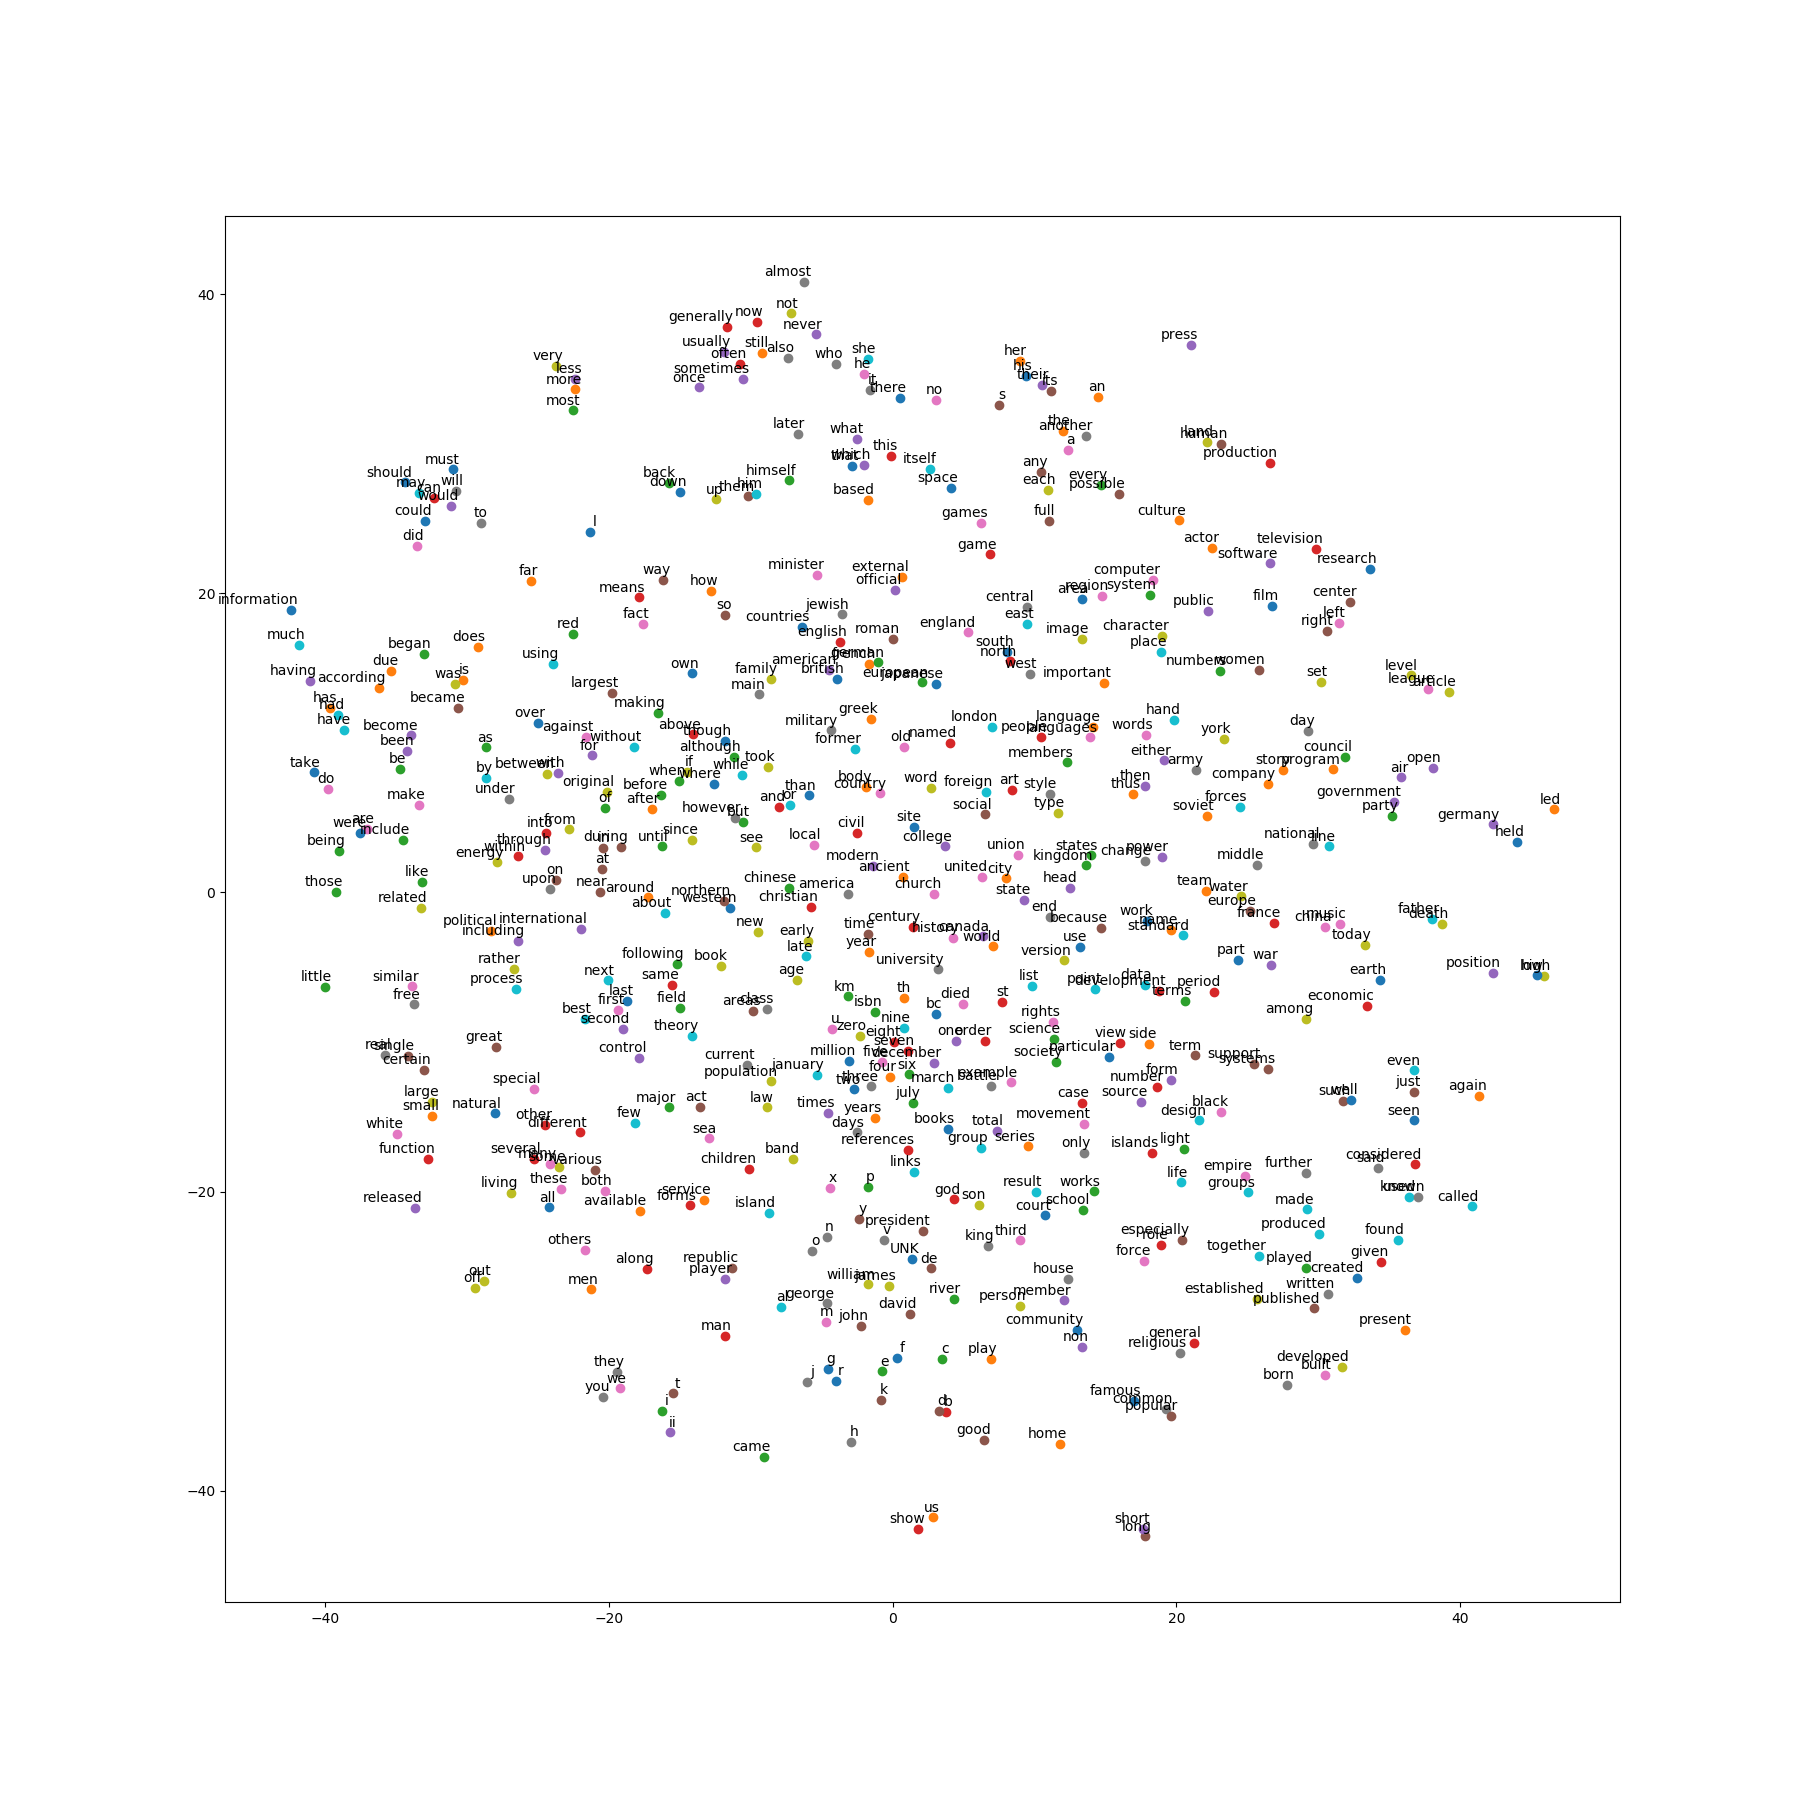 almost
not
now
generally
never
press
usually
still
also
often
who
she
her
very
less
he
his
more
sometimes
once
it
their
its
there
no
s
an
most
later
the
another
what
a
land
human
this
that
which
production
must
itself
any
should
back
himself
may
can
will
down
him
space
each
every
would
up
them
based
possible
could
to
games
full
culture
l
did
game
actor
television
software
research
far
way
how
minister
external
official
computer
region
system
area
means
information
so
jewish
central
public
film
center
fact
countries
east
left
much
does
red
english
roman
england
image
character
right
began
south
place
having
due
using
american
german
french
north
numbers
women
according
was
is
own
family
british
european
japanese
west
important
set
level
league
article
has
became
largest
main
had
making
greek
london
language
hand
have
become
over
against
above
though
military
old
named
people
languages
words
york
day
been
as
for
without
although
former
members
either
council
take
be
by
between
with
when
if
where
while
took
army
story
program
air
open
do
under
original
before
than
body
country
word
foreign
art
style
then
thus
company
make
of
after
however
and
or
social
type
soviet
forces
government
party
led
were
are
include
into
from
but
site
germany
being
energy
within
through
during
in
until
since
see
local
civil
college
union
states
kingdom
change
power
national
line
held
middle
like
on
at
modern
ancient
those
upon
near
around
northern
western
chinese
christian
america
church
united
city
head
team
water
related
about
state
europe
political
including
international
new
early
time
century
history
canada
world
end
because
work
name
standard
france
china
music
father
death
late
year
use
today
rather
following
book
university
version
part
war
little
similar
process
next
same
age
list
point
development
data
terms
period
earth
position
low
high
free
last
first
field
areas
class
km
isbn
th
bc
died
st
economic
best
second
theory
u
zero
nine
eight
one
order
rights
science
among
real
single
great
control
current
million
five
seven
december
society
particular
view
side
term
support
systems
certain
population
january
three
two
four
six
march
battle
example
even
large
special
form
number
just
again
small
natural
major
act
law
times
july
case
source
such
well
white
other
different
few
years
days
books
total
movement
design
black
seen
function
sea
references
group
series
only
islands
light
several
many
some
various
children
band
links
further
said
considered
living
these
both
x
p
god
son
result
works
life
empire
groups
known
used
called
released
all
available
forms
service
island
court
school
made
y
president
n
v
king
third
especially
role
produced
found
others
o
UNK
force
together
along
republic
player
de
house
played
given
created
off
out
men
william
james
river
member
established
written
al
george
person
published
m
john
david
community
present
man
non
general
religious
f
c
play
they
g
e
developed
built
we
j
r
born
you
t
k
famous
i
d
b
common
popular
ii
h
good
home
came
show
us
short
long
40
20
0
−20
−40
−40
−20
0
20
40